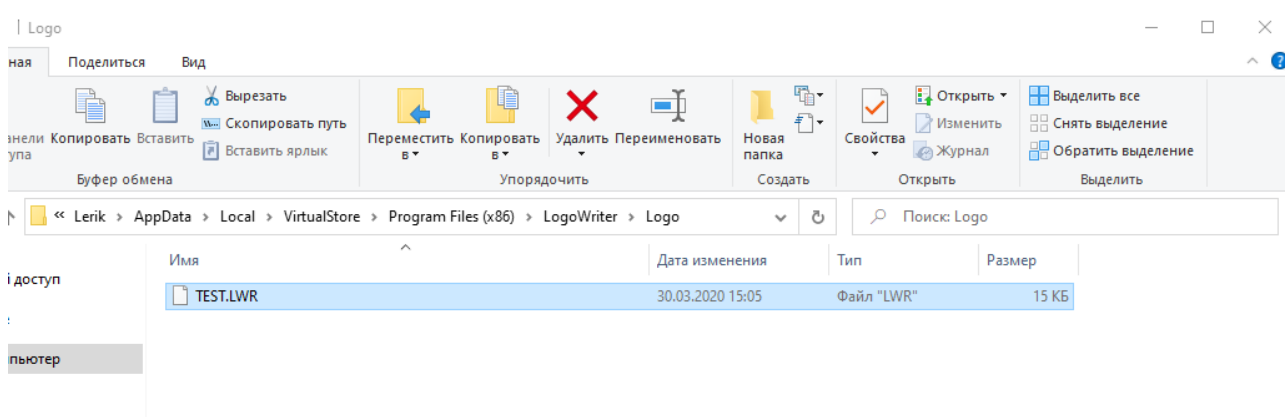 Logo
ная Поделиться Вид
Вырезать
Скопировать путь
Вставить ярлык
Копировать Вставить
Буфер обмена
Переместить в Копировать в Удалить Переименовать
Упорядочить
Новая папка
Создать
Свойства
Открыть
Изменить
Журнал
Открыть
Выделить все
Снять выделение
Обратить выделение
Выделить
« Lerik > AppData > Local > VirtualStore > Program Files (x86) > LogoWriter > Logo
Поиск: Logo
Имя Дата изменения Тип Размер
TEST.LWR 30.03.2020 15:05 Файл "LWR" 15 КБ
й доступ
пьютер